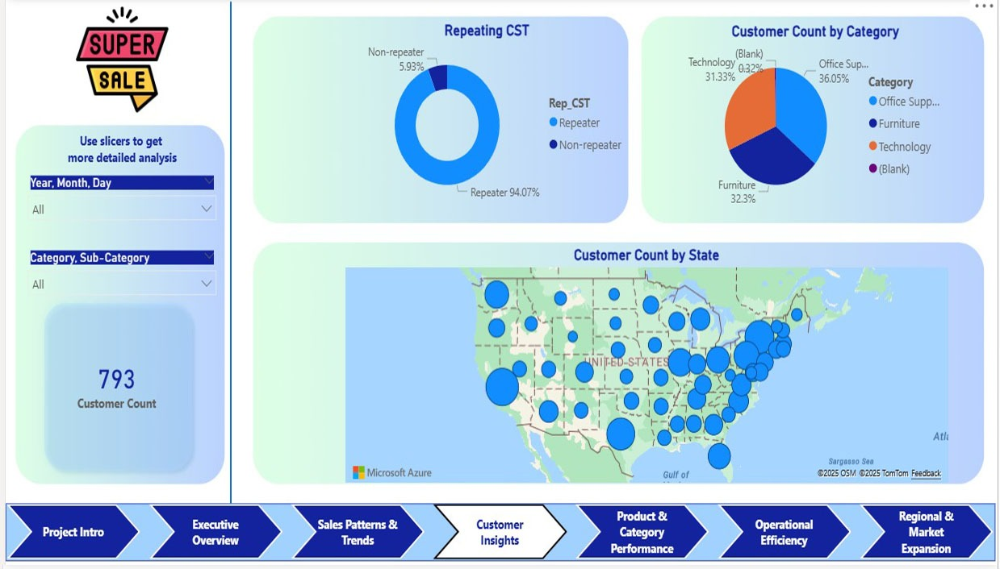 SUPER
SALE
Use slicers to get
more detailed analysis
Year, Month, Day
All
Category, Sub-Category
All
793
Customer Count
Repeating CST
Non-repeater
5.93%
Repeater 94.07%
Rep_CST
Repeater
Non-repeater
Customer Count by Category
(Blank)
0.32%
Technology
31.33%
Office Sup...
36.05%
Furniture
32.3%
Category
Office Supp...
Furniture
Technology
(Blank)
Customer Count by State
UNITED STATES
Gulf of
Sargasso Sea
Microsoft Azure
©2025 OSM ©2025 TomTom Feedback
Project Intro
Executive
Overview
Sales Patterns &
Trends
Customer
Insights
Product &
Category
Performance
Operational
Efficiency
Regional &
Market
Expansion